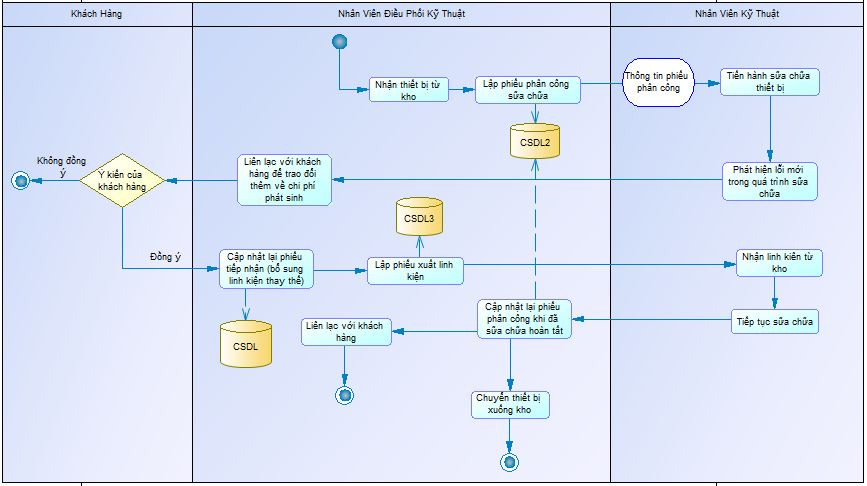 Khách Hàng
Nhân Viên Điều Phối Kỹ Thuật
Nhân Viên Kỹ Thuật
Nhận thiết bị từ
kho
Lập phiếu phân công
sửa chữa
Thông tin phiếu
phân công
Tiến hành sửa chữa
thiết bị
CSDL2
Không đồng
ý
Ý kiến của
khách hàng
Liên lạc với khách
hàng để trao đổi
thêm về chi phí
phát sinh
Phát hiện lỗi mới
trong quá trình sửa
chữa
CSDL3
Đồng ý
Cập nhật lại phiếu
tiếp nhận (bổ sung
linh kiện thay thế)
Lập phiếu xuất linh
kiện
Nhận linh kiện từ
kho
CSDL
Liên lạc với khách
hàng
Cập nhật lại phiếu
phân công khi đã
sửa chữa hoàn tất
Tiếp tục sửa chữa
Chuyển thiết bị
xuống kho